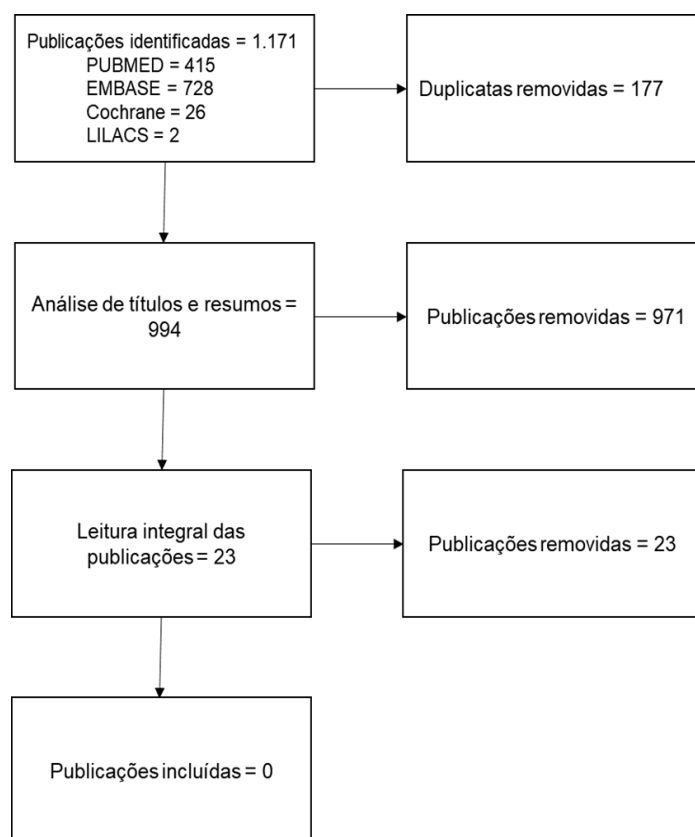 Publicações identificadas = 1.171
PUBMED = 415
EMBASE = 728
Cochrane = 26
LILACS = 2
Duplicatas removidas = 177
Análise de títulos e resumos =
994
Publicações removidas = 971
Leitura integral das
publicações = 23
Publicações removidas = 23
Publicações incluídas = 0